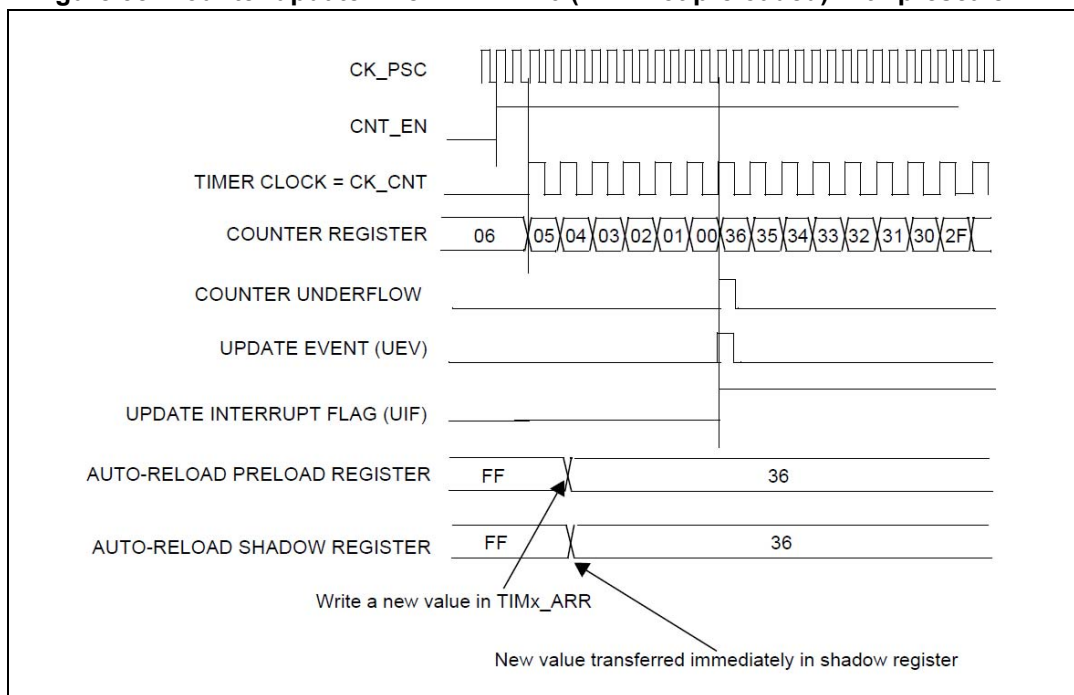 CK_PSC
CNT_EN
TIMER CLOCK = CK_CNT
COUNTER REGISTER 06 05 04 03 02 01 00 36 35 34 33 32 31 30 2F
COUNTER UNDERFLOW
UPDATE EVENT (UEV)
UPDATE INTERRUPT FLAG (UIF)
AUTO-RELOAD PRELOAD REGISTER FF 36
AUTO-RELOAD SHADOW REGISTER FF 36
Write a new value in TIMx_ARR
New value transferred immediately in shadow register